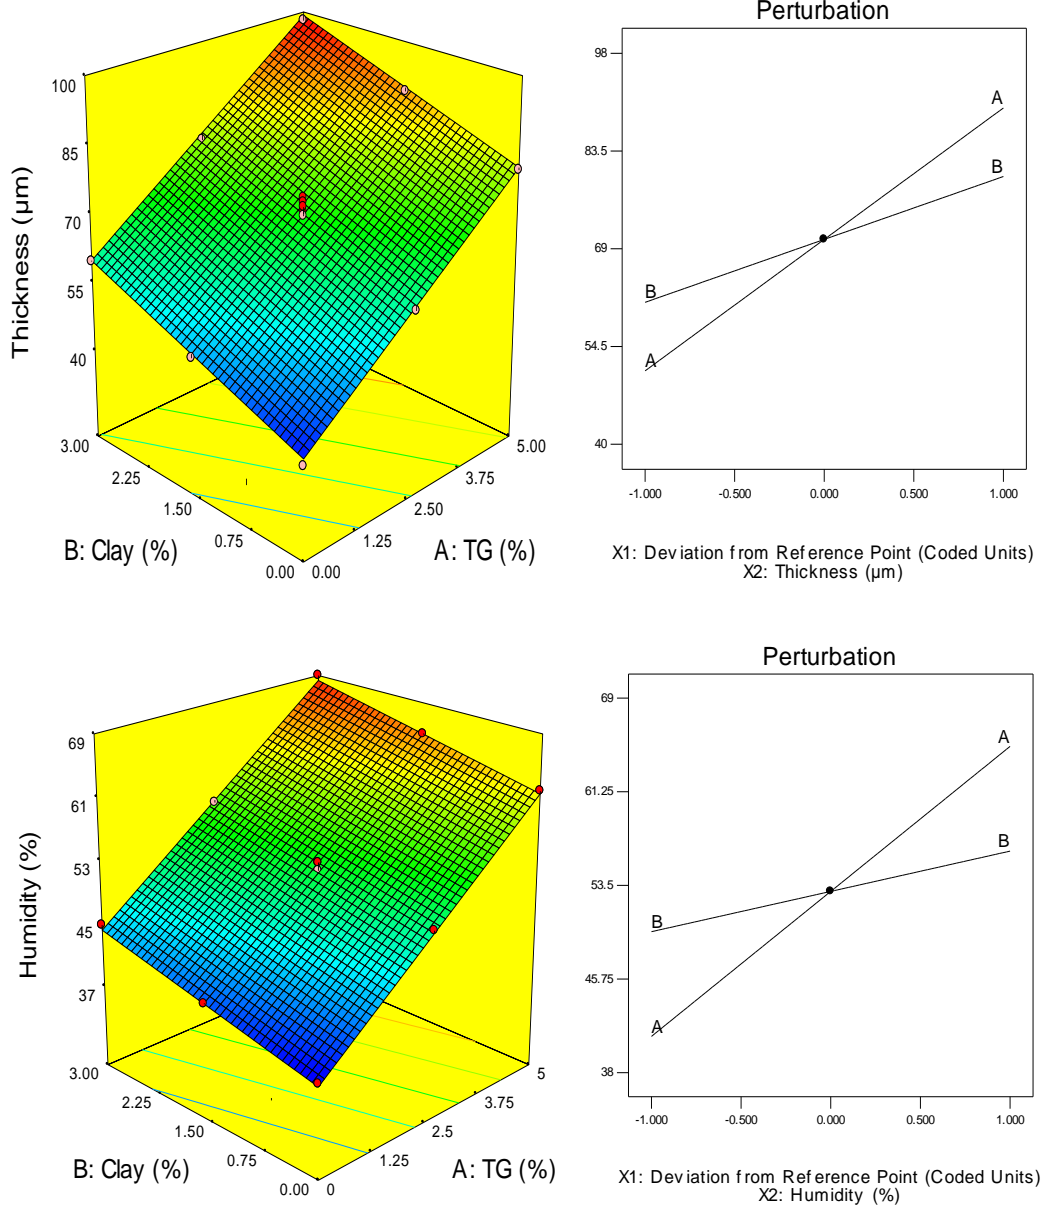 Perturbation
100
85
70
55
40
Thickness (µm)
3.00
2.25
1.50
0.75
0.00
0.00
1.25
2.50
3.75
5.00
B: Clay (%)
A: TG (%)
98
83.5
69
54.5
40
A
B
B
A
-1.000
-0.500
0.000
0.500
1.000
X1: Deviation from Reference Point (Coded Units)
X2: Thickness (µm)
69
61
53
45
37
Humidity (%)
3.00
2.25
1.50
0.75
0.00
0
1.25
2.5
3.75
5
B: Clay (%)
A: TG (%)
Perturbation
69
61.25
53.5
45.75
38
A
B
B
A
-1.000
-0.500
0.000
0.500
1.000
X1: Deviation from Reference Point (Coded Units)
X2: Humidity (%)